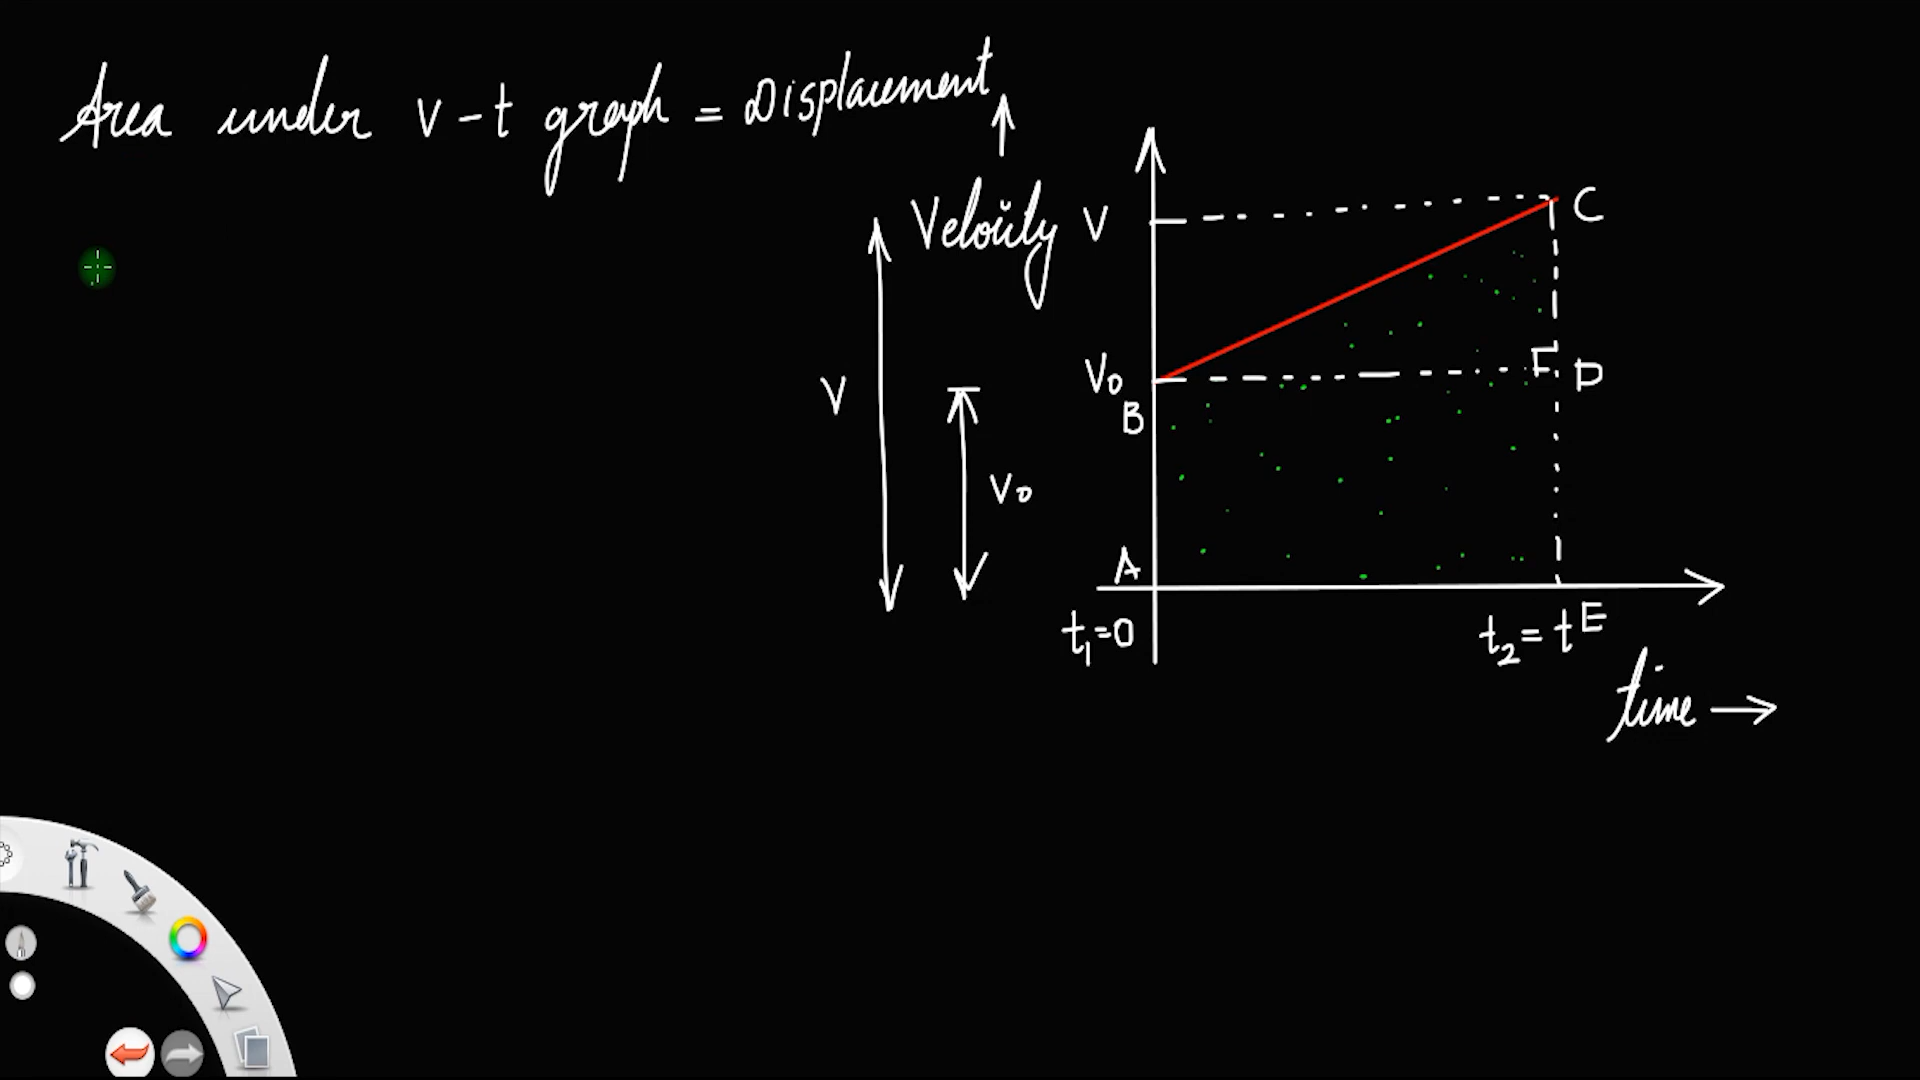 Area under v-t graph = Displacement
Velocity
V
C
V
V₀
D
B
V₀
A
t₁=0
t₂=t
E
time